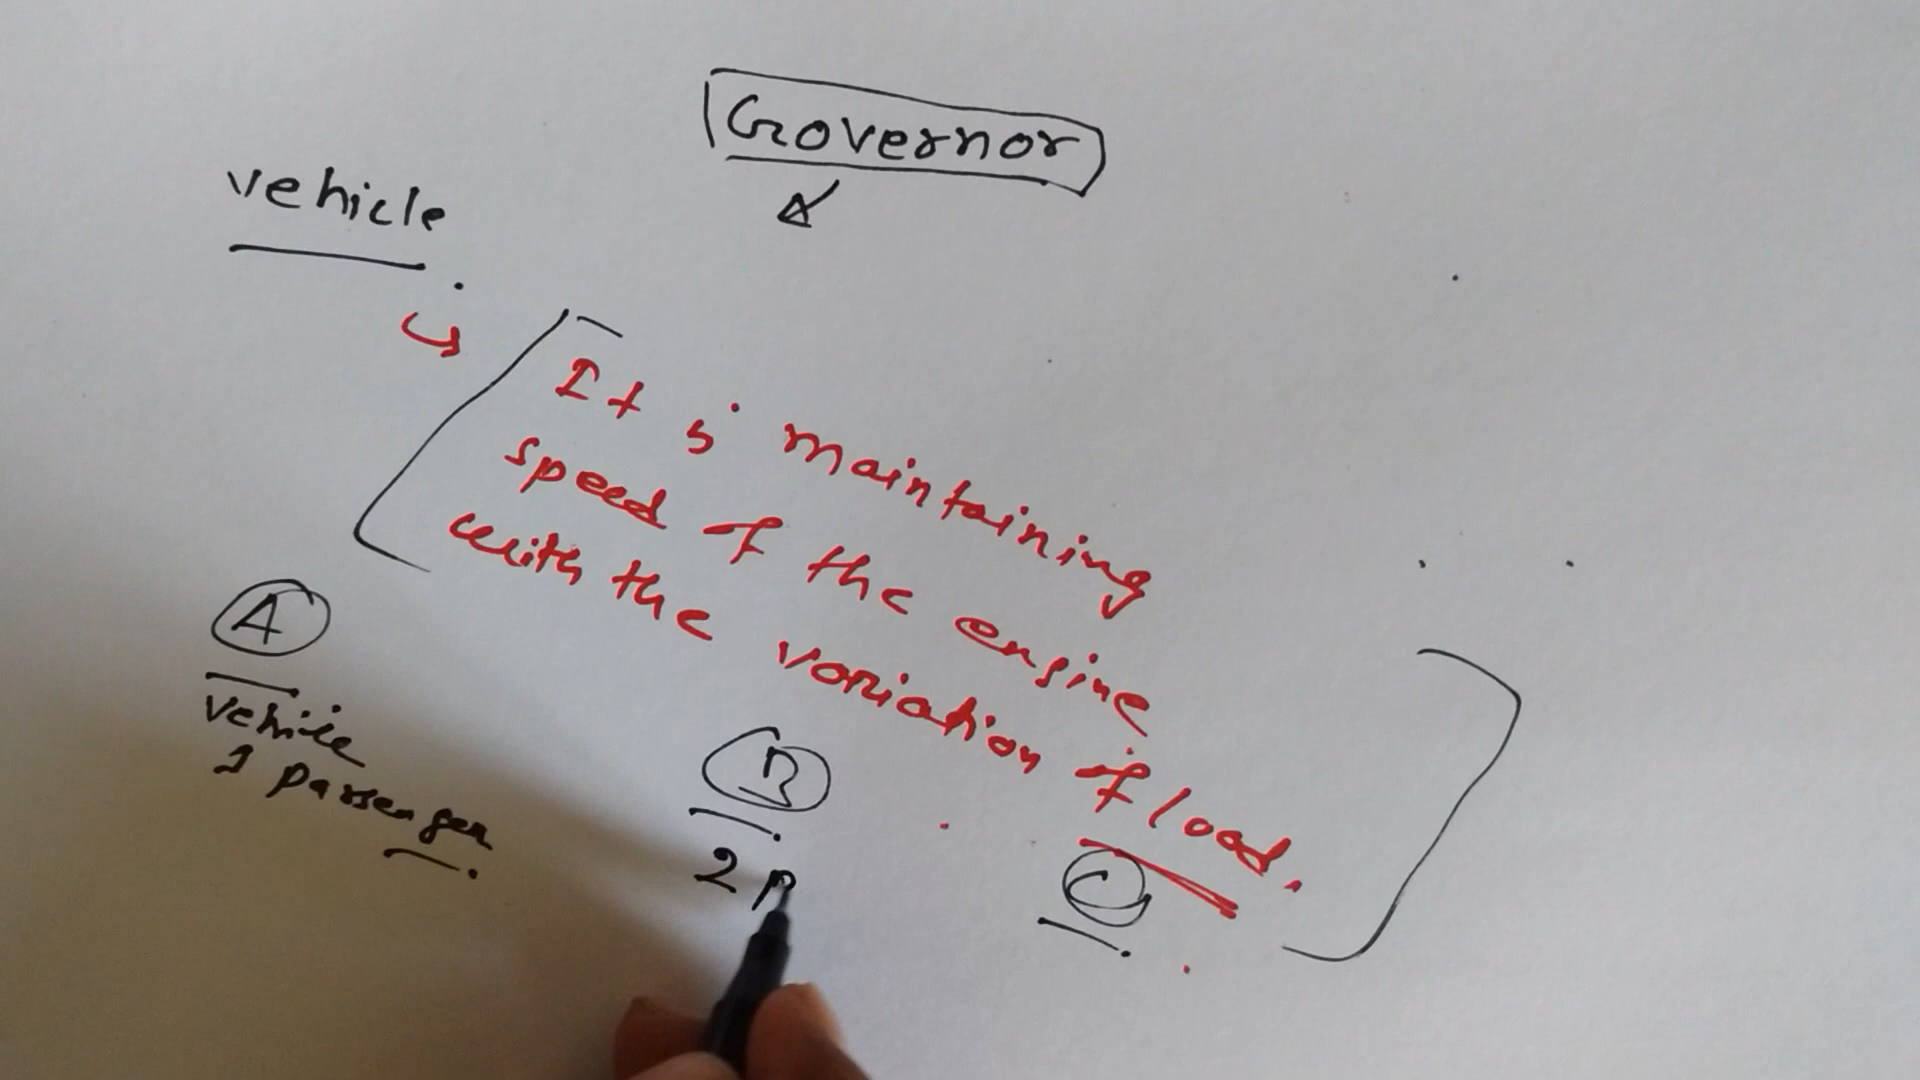 Governor
vehicle
It is maintaining
speed of the engine
with the variation of load.
A
vehicle
1 passenger
B
2 p
C